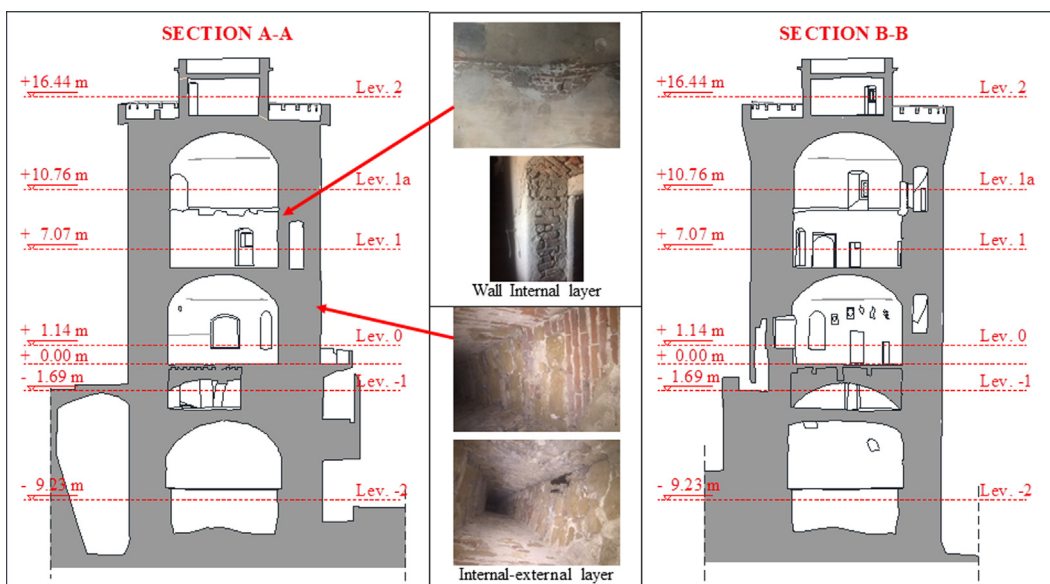 SECTION A-A
+16.44 m
Lev. 2
+10.76 m
Lev. 1a
+ 7.07 m
Lev. 1
+ 1.14 m
Lev. 0
+ 0.00 m
- 1.69 m
Lev. -1
- 9.23 m
Lev. -2
Wall Internal layer
Internal-external layer
SECTION B-B
+16.44 m
Lev. 2
+10.76 m
Lev. 1a
+ 7.07 m
Lev. 1
+ 1.14 m
Lev. 0
+ 0.00 m
1.69 m
Lev. -1
- 9.23 m
Lev. -2